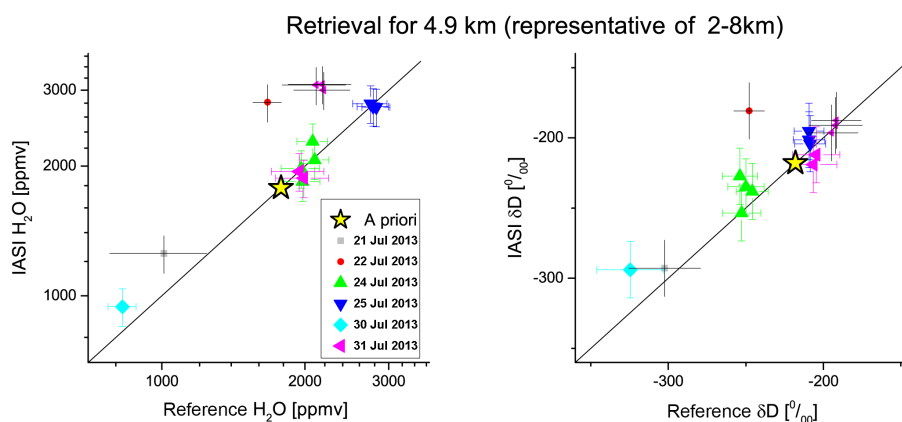 Retrieval for 4.9 km (representative of 2-8km)
IASI H2O [ppmv]
3000
2000
1000
1000
2000
3000
Reference H2O [ppmv]
A priori
21 Jul 2013
22 Jul 2013
24 Jul 2013
25 Jul 2013
30 Jul 2013
31 Jul 2013
IASI δD [0/00]
-200
-300
-300
-200
Reference δD [0/00]